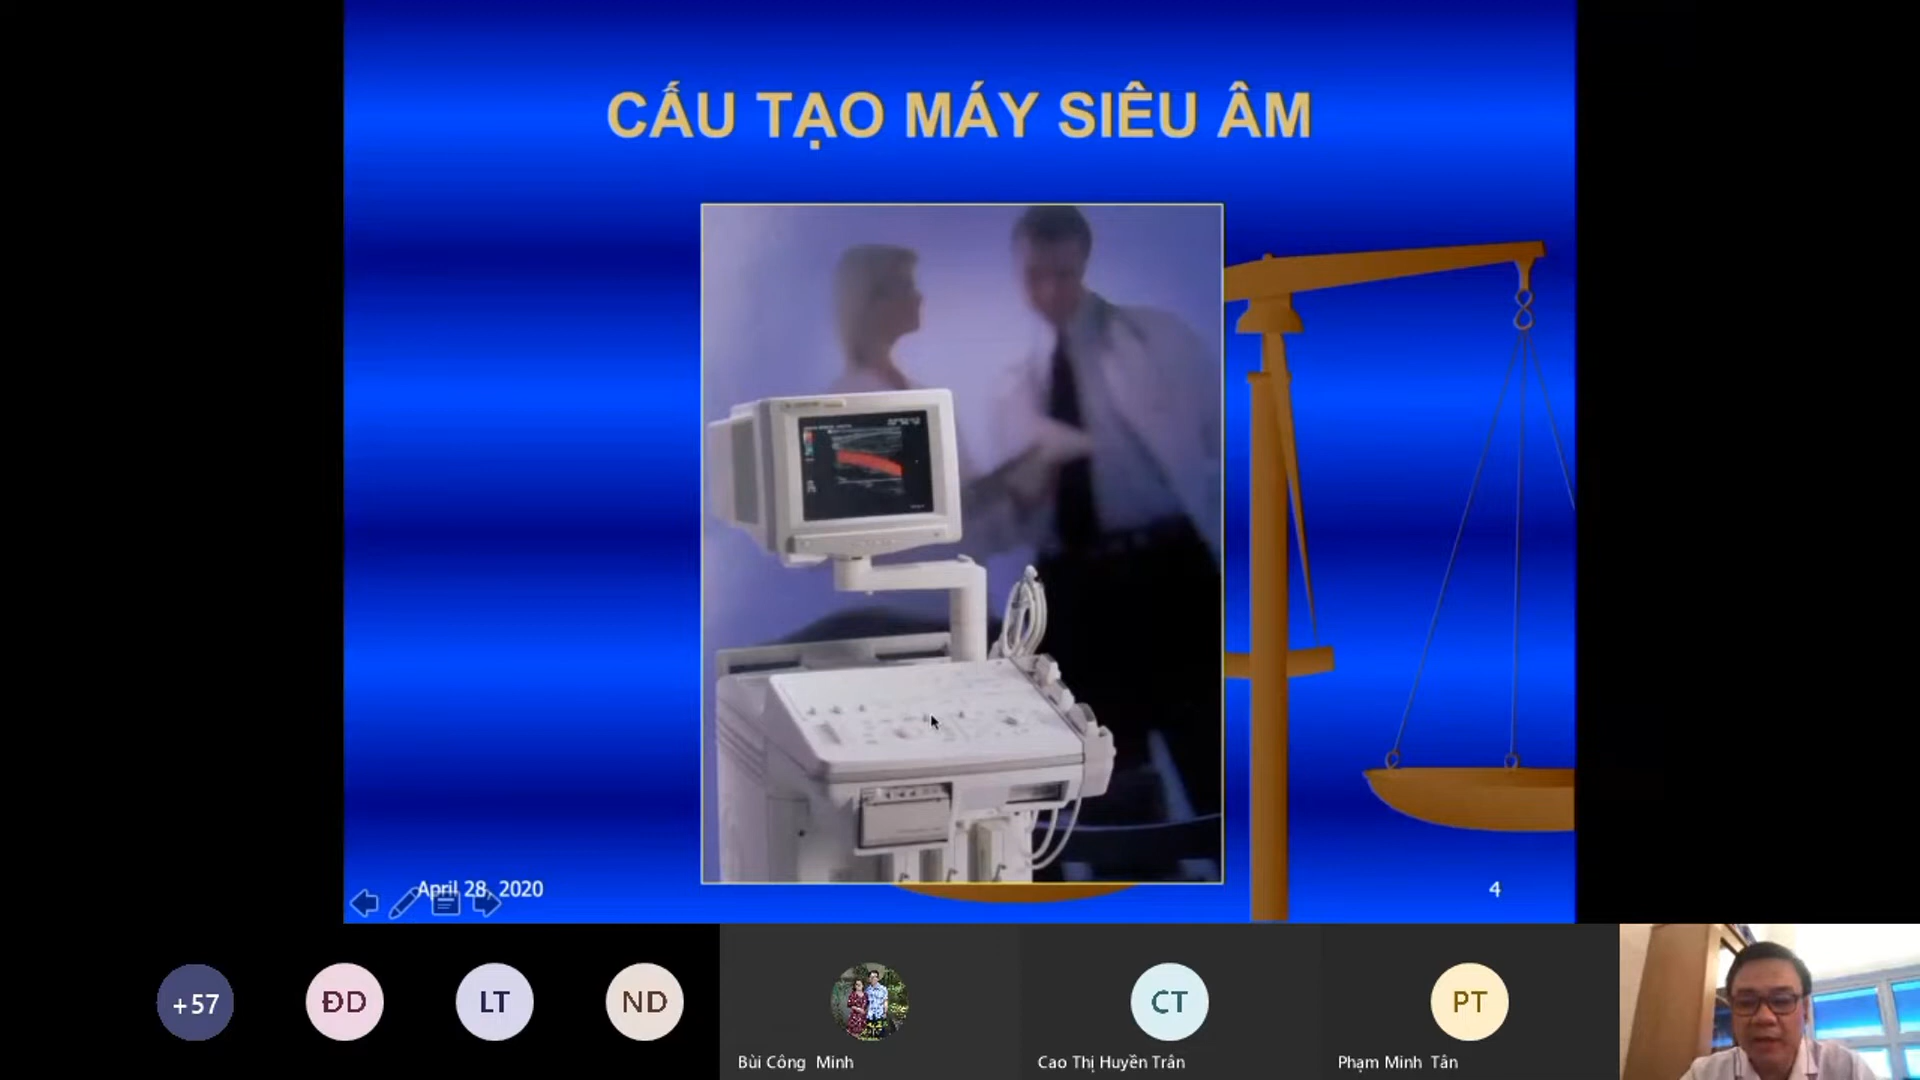 CẤU TẠO MÁY SIÊU ÂM
April 28, 2020
4
+57
ĐD
LT
ND
CT
PT
Bùi Công Minh
Cao Thị Huyền Trân
Phạm Minh Tân